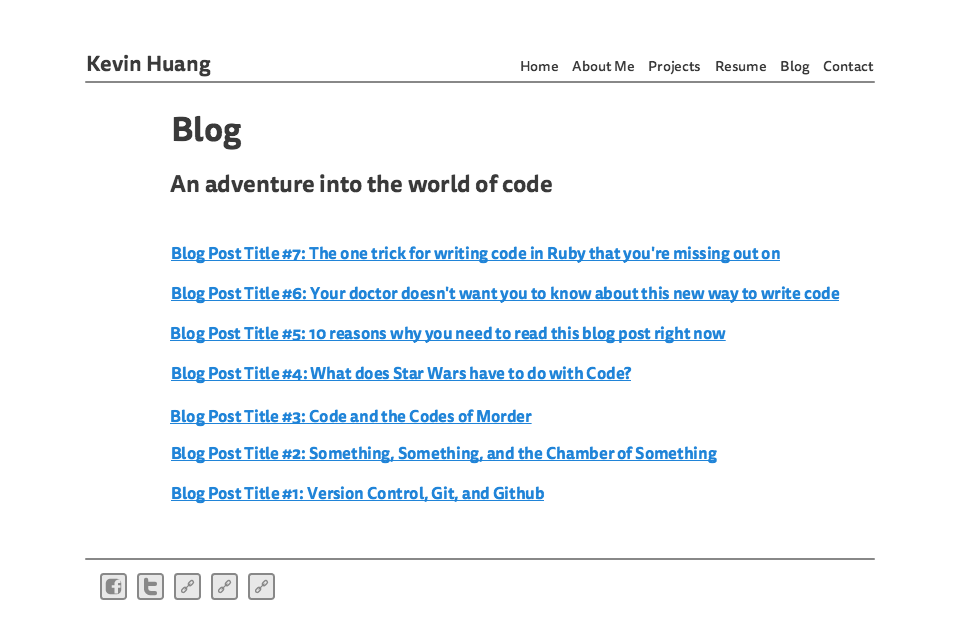 Kevin Huang
Home About Me Projects Resume Blog Contact
Blog
An adventure into the world of code
Blog Post Title #7: The one trick for writing code in Ruby that you're missing out on
Blog Post Title #6: Your doctor doesn't want you to know about this new way to write code
Blog Post Title #5: 10 reasons why you need to read this blog post right now
Blog Post Title #4: What does Star Wars have to do with Code?
Blog Post Title #3: Code and the Codes of Morder
Blog Post Title #2: Something, Something, and the Chamber of Something
Blog Post Title #1: Version Control, Git, and Github